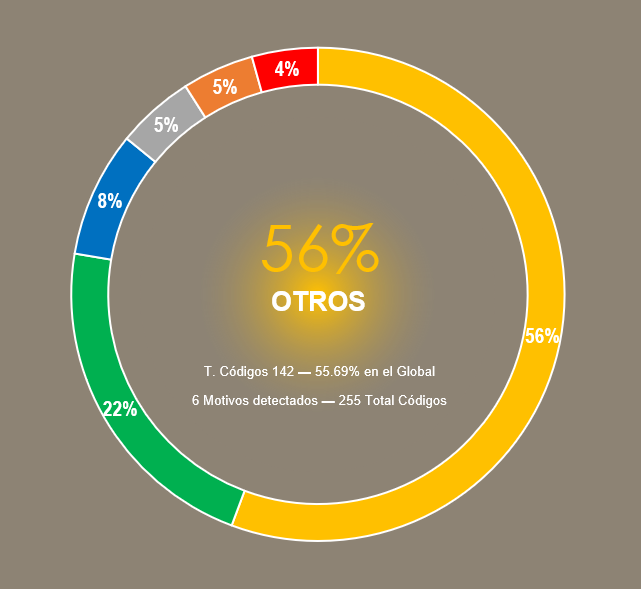 4%
5%
5%
8%
56%
OTROS
56%
T. Códigos 142 — 55.69% en el Global
6 Motivos detectados — 255 Total Códigos
22%